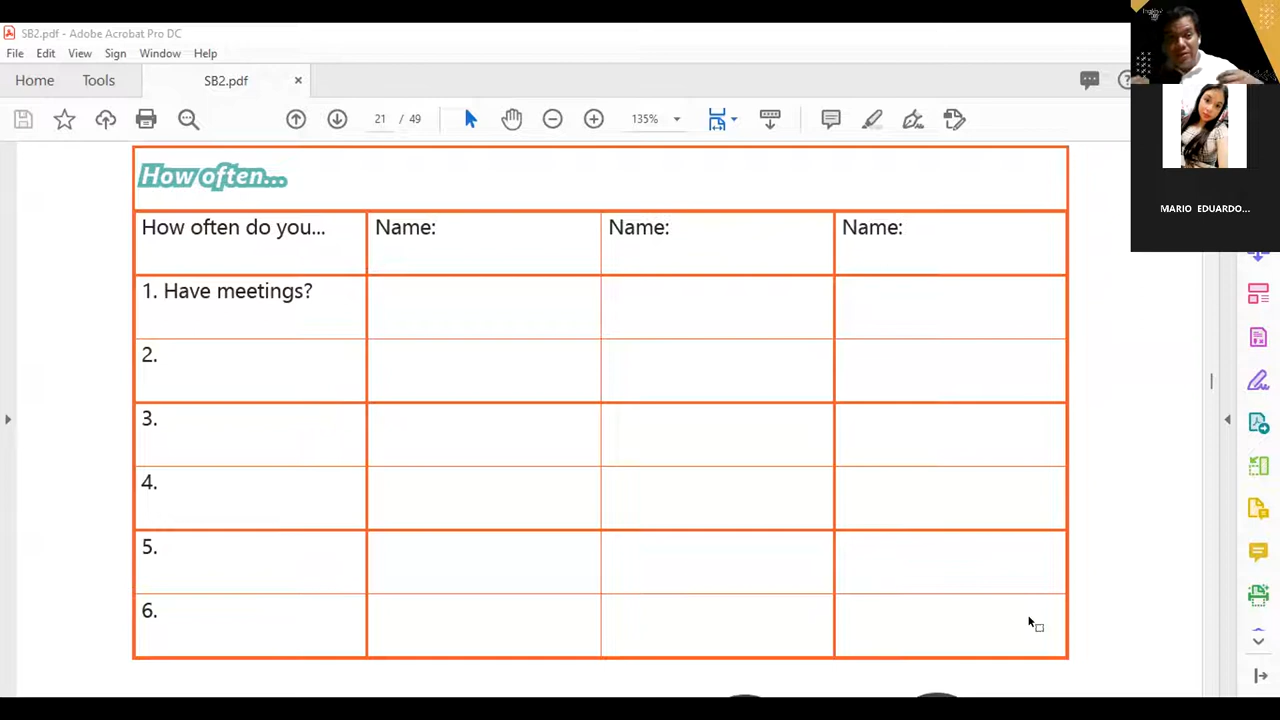 SB2.pdf - Adobe Acrobat Pro DC
File Edit View Sign Window Help
Home Tools SB2.pdf ×
21 / 49 135%
How often...
How often do you... Name: Name: Name:
1. Have meetings?
2.
3.
4.
5.
6.
MARIO EDUARDO...